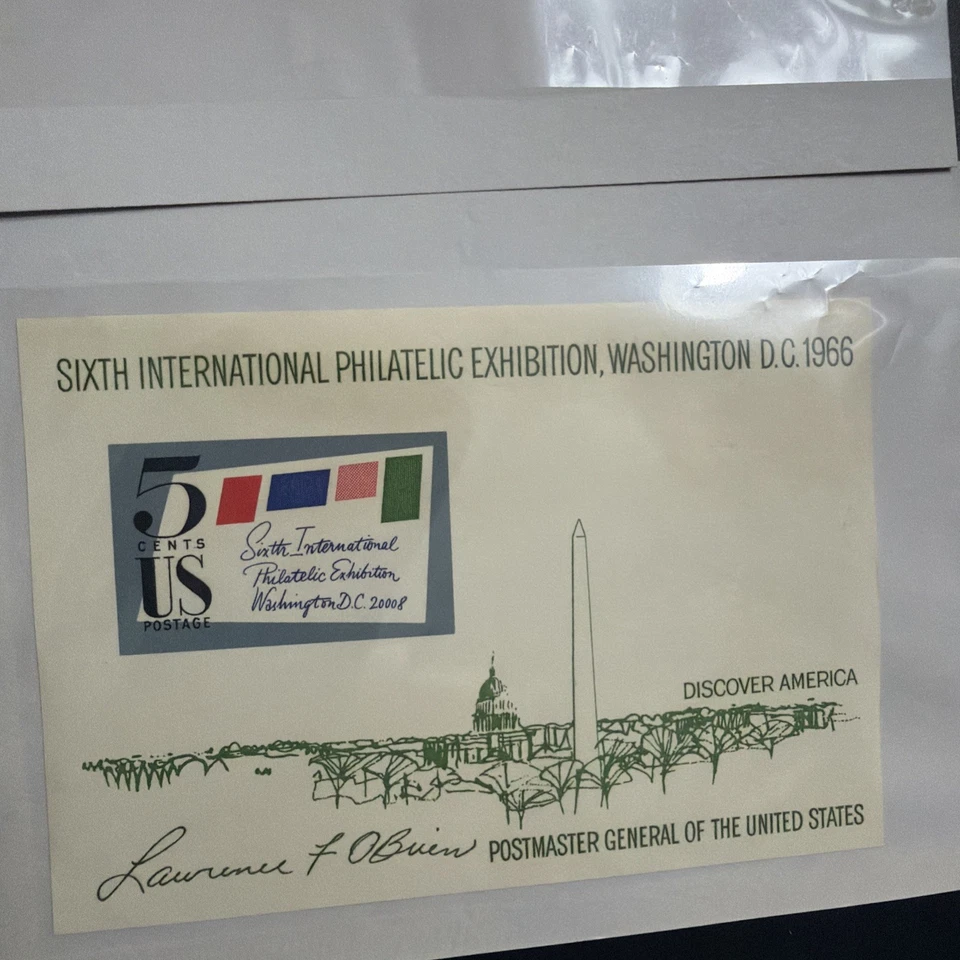 SIXTH INTERNATIONAL PHILATELIC EXHIBITION, WASHINGTON D.C. 1966
5
CENTS
US
POSTAGE
Sixth International
Philatelic Exhibition
Washington D.C. 20008
DISCOVER AMERICA
Lawrence F O'Brien POSTMASTER GENERAL OF THE UNITED STATES